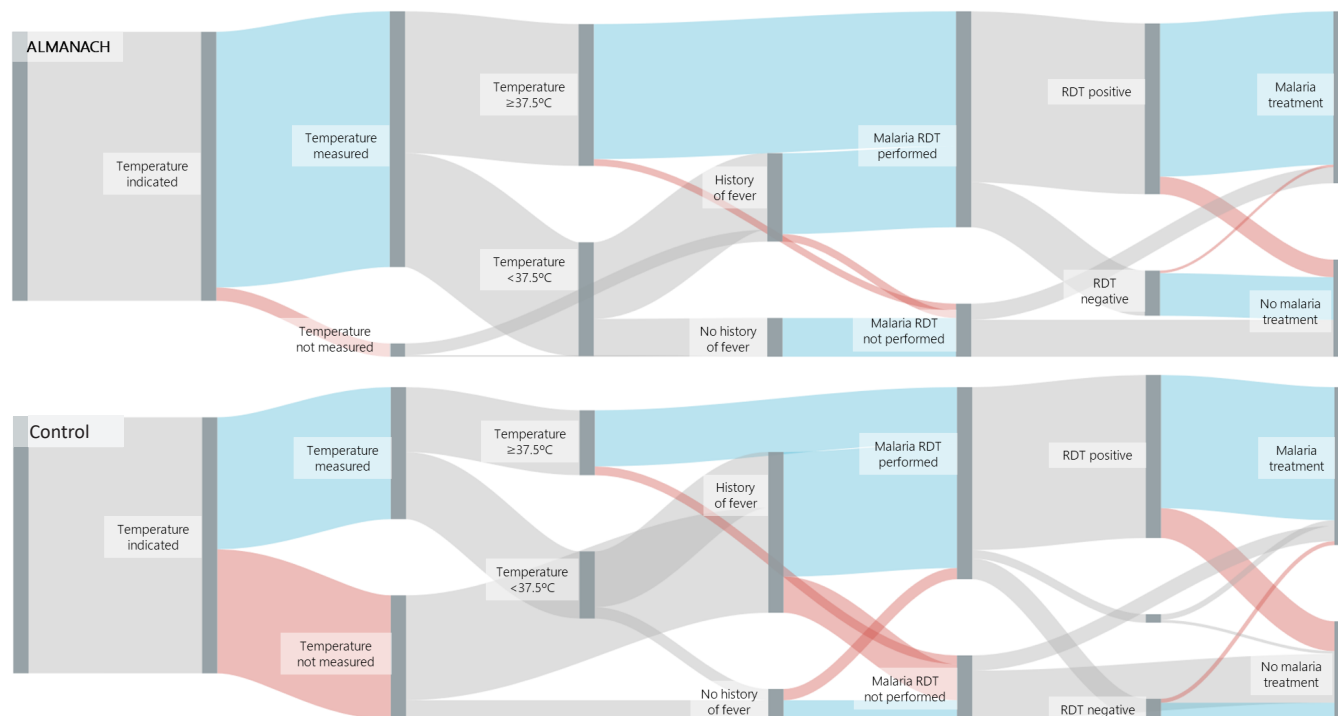 ALMANACH
Temperature
indicated
Temperature
measured
Temperature
not measured
Temperature
≥37.5ºC
Temperature
<37.5ºC
History
of fever
No history
of fever
Malaria RDT
performed
Malaria RDT
not performed
RDT positive
RDT
negative
Malaria
treatment
No malaria
treatment
Control
Temperature
indicated
Temperature
measured
Temperature
not measured
Temperature
≥37.5ºC
Temperature
<37.5ºC
History
of fever
No history
of fever
Malaria RDT
performed
Malaria RDT
not performed
RDT positive
RDT negative
Malaria
treatment
No malaria
treatment